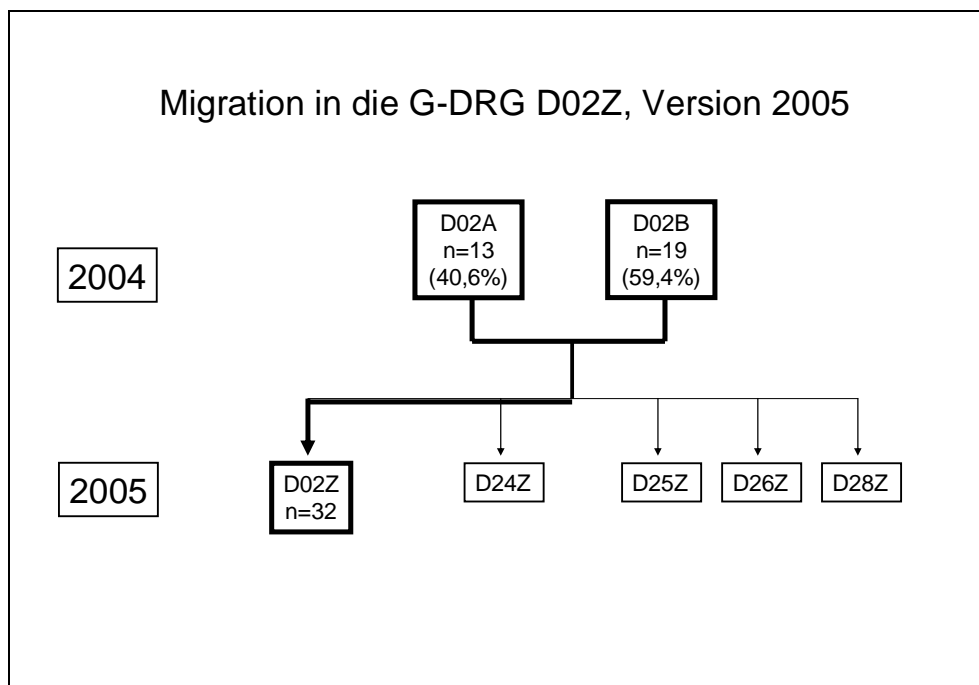 Migration in die G-DRG D02Z, Version 2005
2004
D02A
n=13
(40,6%)
D02B
n=19
(59,4%)
2005
D02Z
n=32
D24Z
D25Z
D26Z
D28Z